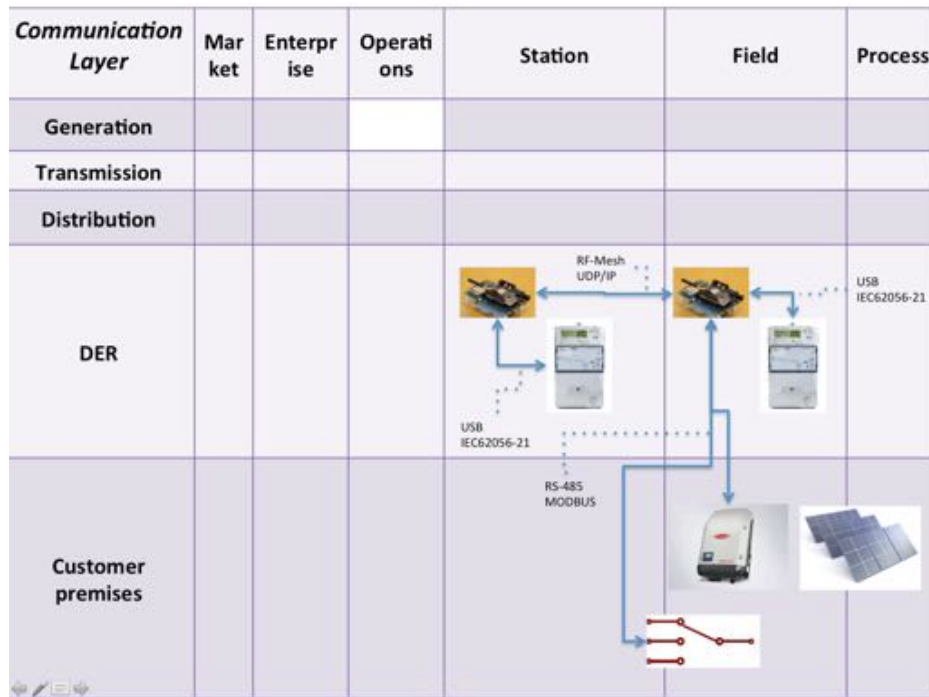 Communication
Layer
Mar
ket
Enterpr
ise
Operati
ons
Station
Field
Process
Generation
Transmission
Distribution
DER
RF-Mesh
UDP/IP
USB
IEC62056-21
USB
IEC62056-21
RS-485
MODBUS
Customer
premises